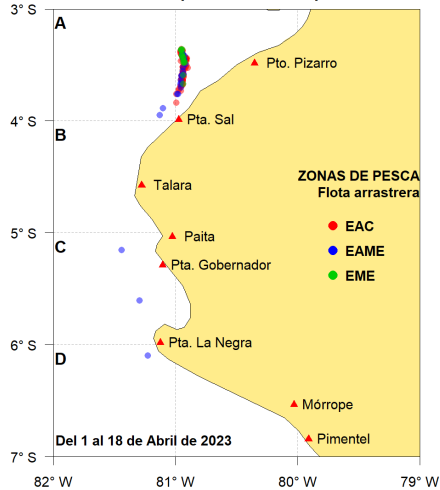 3° S
A
Pto. Pizarro
4° S
Pta. Sal
B
ZONAS DE PESCA
Flota arrastrera
Talara
EAC
5° S
Paita
C
EAME
Pta. Gobernador
EME
6° S
Pta. La Negra
D
Mórrope
Del 1 al 18 de Abril de 2023
Pimentel
7° S
82° W
81° W
80° W
79° W